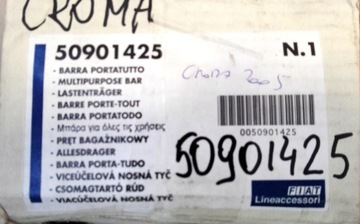 CROMA
50901425 N.1
- BARRA PORTATUTTO
- MULTIPURPOSE BAR
- LASTENTRÄGER
- BARRE PORTE-TOUT
- BARRA PORTATODO
- Μπάρα για όλες τις χρήσεις
- PRĘT BAGAŻNIKOWY
- ALLESDRAGER
- BARRA PORTA-TUDO
- VICEÚČELOVÁ NOSNÁ TYČ
- CSOMAGTARTÓ RÚD
- VIACÚČELOVÁ NOSNÁ TYČ
Croma 2005
0050901425
50901425
FIAT
Lineaccessori